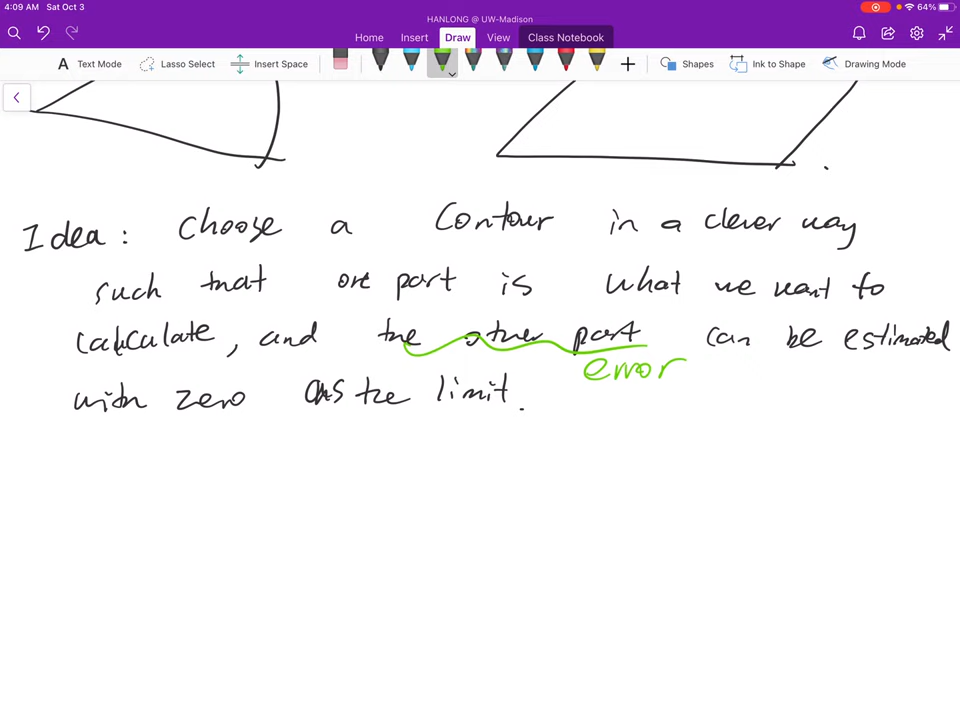 4:09 AM Sat Oct 3
64%
HANLONG @ UW-Madison
Home Insert Draw View Class Notebook
Text Mode Lasso Select Insert Space Shapes Ink to Shape Drawing Mode
Idea: Choose a Contour in a clever way
such that one part is what we want to
calculate, and the other part can be estimated
error
with zero as the limit.